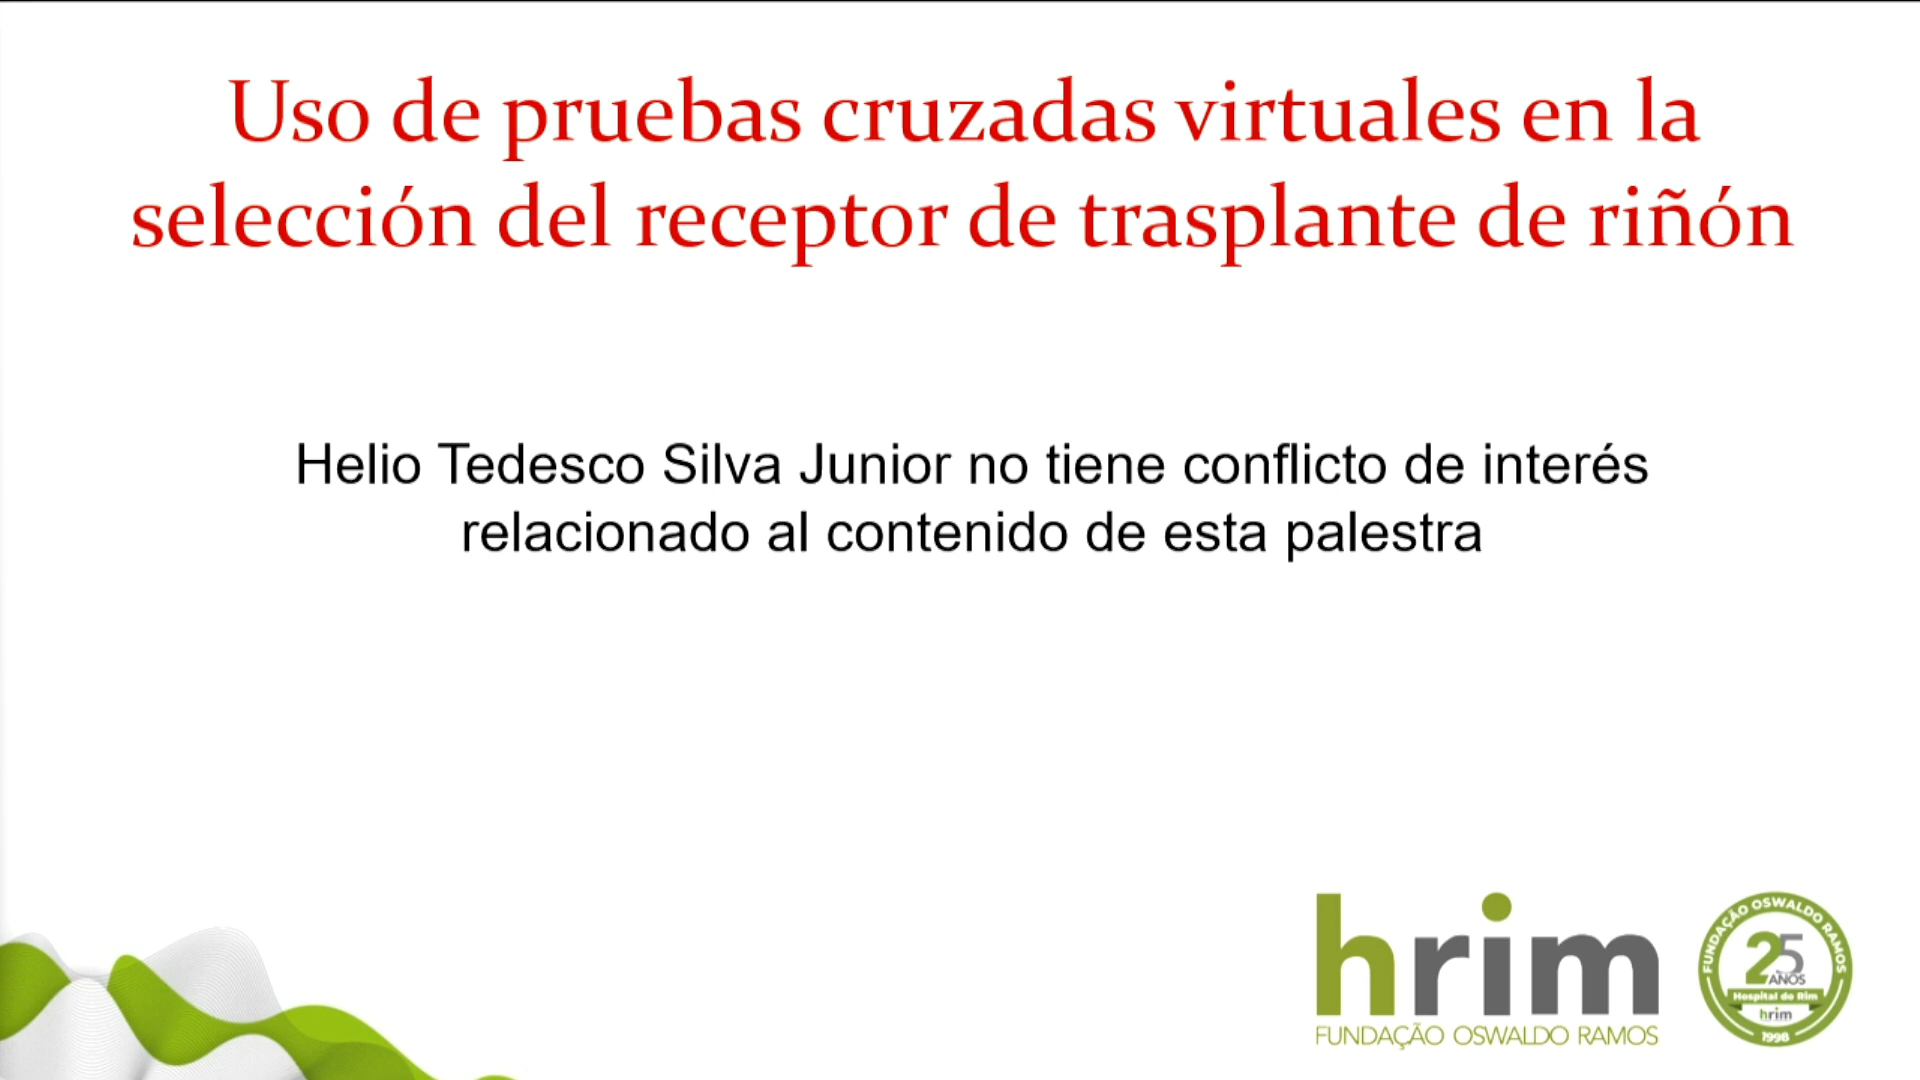 Uso de pruebas cruzadas virtuales en la
selección del receptor de trasplante de riñón
Helio Tedesco Silva Junior no tiene conflicto de interés
relacionado al contenido de esta palestra
hrim
FUNDAÇÃO OSWALDO RAMOS
FUNDAÇÃO OSWALDO RAMOS
25
ANOS
Hospital do Rim
hrim
1998